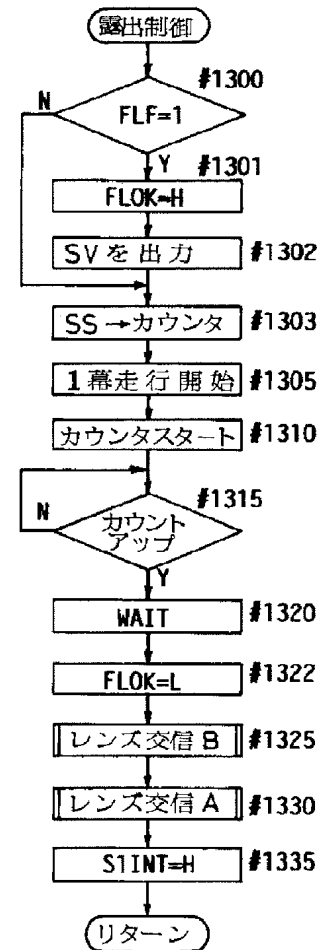 露出制御
#1300
N
FLF=1
Y
#1301
FLOK=H
SVを出力 #1302
SS→カウンタ #1303
1幕走行開始 #1305
カウンタスタート #1310
#1315
N
カウント
アップ
Y
WAIT #1320
FLOK=L #1322
レンズ交信B #1325
レンズ交信A #1330
S1INT=H #1335
リターン